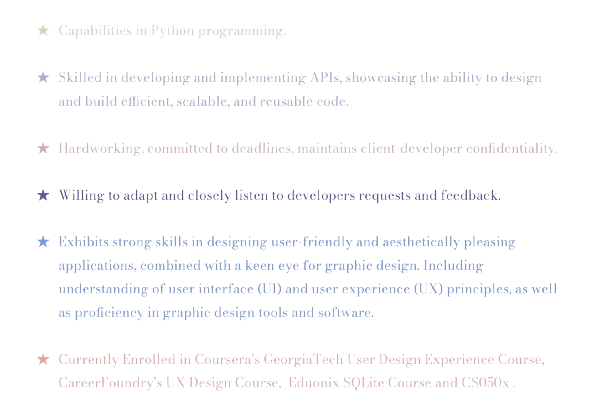 ★ Capabilities in Python programming.
★ Skilled in developing and implementing APIs, showcasing the ability to design
and build efficient, scalable, and reusable code.
★ Hardworking, committed to deadlines, maintains client-developer confidentiality.
★ Willing to adapt and closely listen to developers requests and feedback.
★ Exhibits strong skills in designing user-friendly and aesthetically pleasing
applications, combined with a keen eye for graphic design. Including
understanding of user interface (UI) and user experience (UX) principles, as well
as proficiency in graphic design tools and software.
★ Currently Enrolled in Coursera's GeorgiaTech User Design Experience Course,
CareerFoundry's UX Design Course, Eduonix SQLite Course and CS050x .